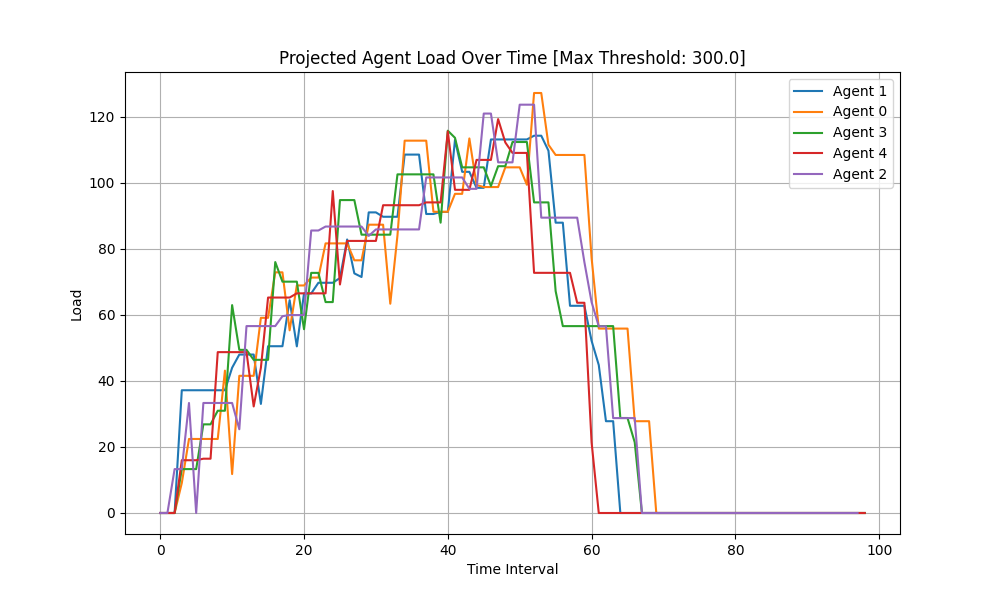 Projected Agent Load Over Time [Max Threshold: 300.0]
Agent 1
Agent 0
Agent 3
Agent 4
Agent 2
Load
120
100
80
60
40
20
0
0 20 40 60 80 100
Time Interval